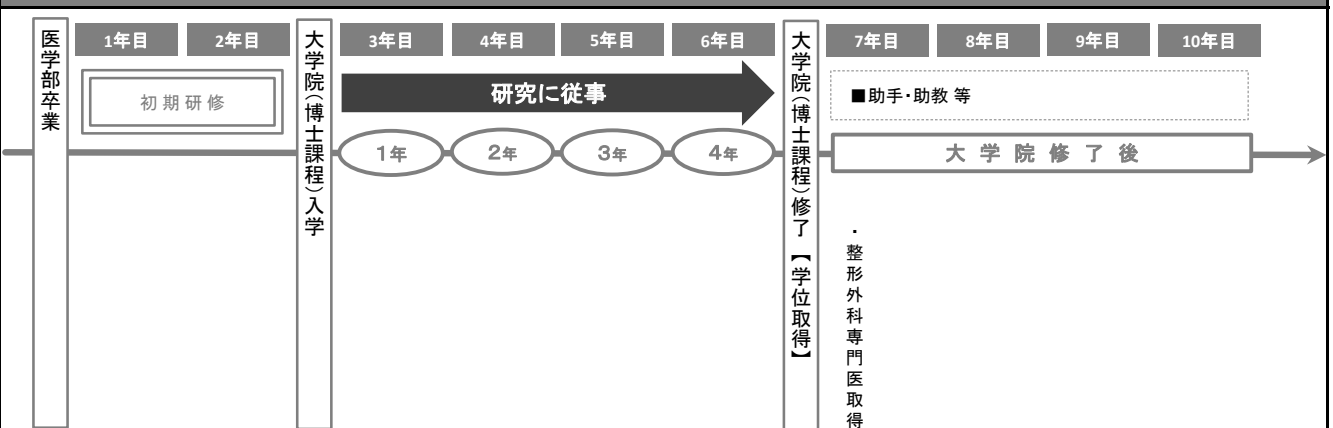 医学部卒業
1年目
2年目
初期研修
大学院(博士課程)入学
3年目
4年目
5年目
6年目
研究に従事
1年
2年
3年
4年
大学院(博士課程)修了【学位取得】
7年目
8年目
9年目
10年目
■助手・助教 等
大学院修了後
・整形外科専門医取得